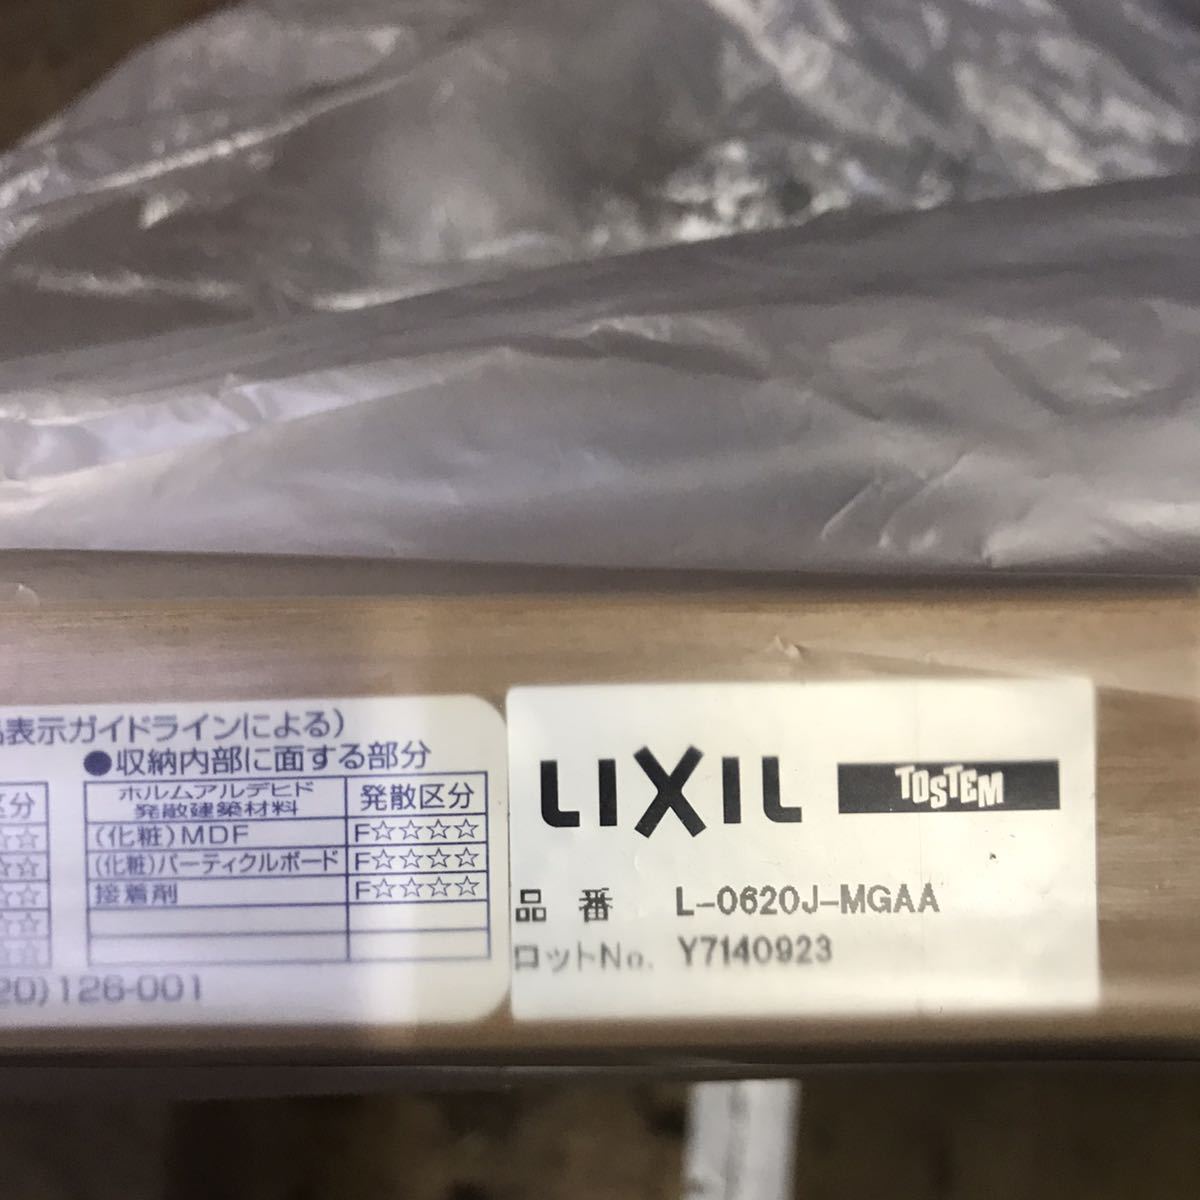 表示ガイドラインによる)
●収納内部に面する部分
区分
ホルムアルデヒド
発散建築材料 発散区分
☆☆ (化粧)MDF F☆☆☆☆
☆☆ (化粧)パーティクルボード F☆☆☆☆
☆☆ 接着剤 F☆☆☆☆
☆☆
☆☆
20)126-001
LIXIL TOSTEM
品 番 L-0620J-MGAA
ロットNo. Y7140923